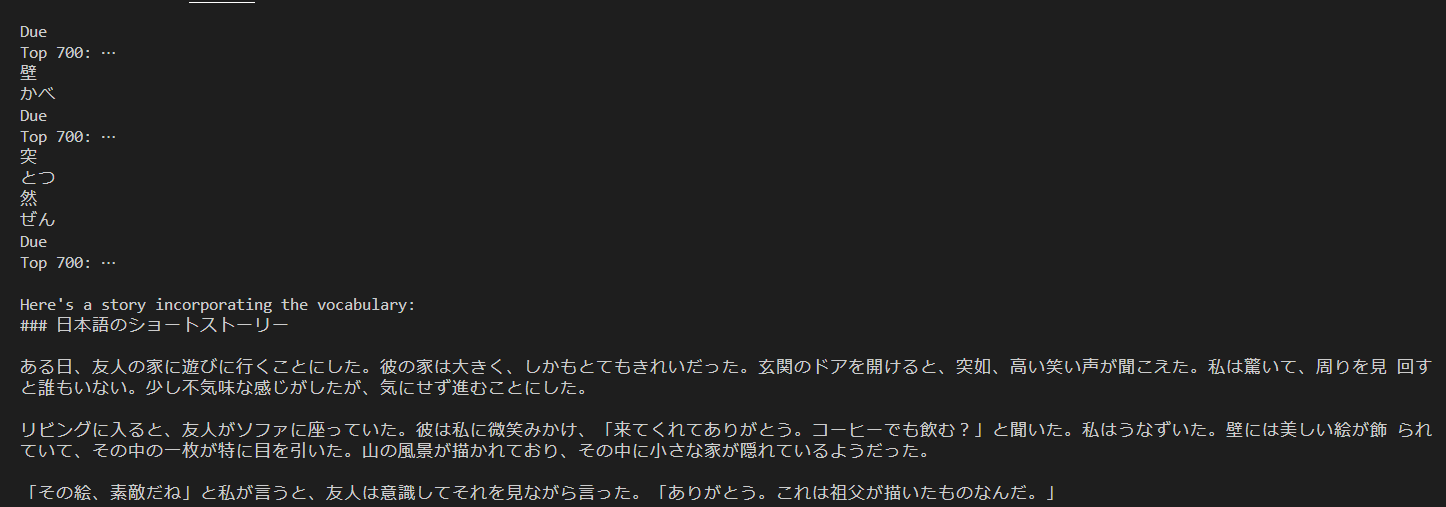 Due
Top 700: …
壁
かべ
Due
Top 700: …
突
とつ
然
ぜん
Due
Top 700: …
Here's a story incorporating the vocabulary:
### 日本語のショートストーリー
ある日、友人の家に遊びに行くことにした。彼の家は大きく、しかもとてもきれいだった。玄関のドアを開けると、突如、高い笑い声が聞こえた。私は驚いて、周りを見 回す
と誰もいない。少し不気味な感じがしたが、気にせず進むことにした。
リビングに入ると、友人がソファに座っていた。彼は私に微笑みかけ、「来てくれてありがとう。コーヒーでも飲む？」と聞いた。私はうなずいた。壁には美しい絵が飾 られ
ていて、その中の一枚が特に目を引いた。山の風景が描かれており、その中に小さな家が隠れているようだった。
「その絵、素敵だね」と私が言うと、友人は意識してそれを見ながら言った。「ありがとう。これは祖父が描いたものなんだ。」